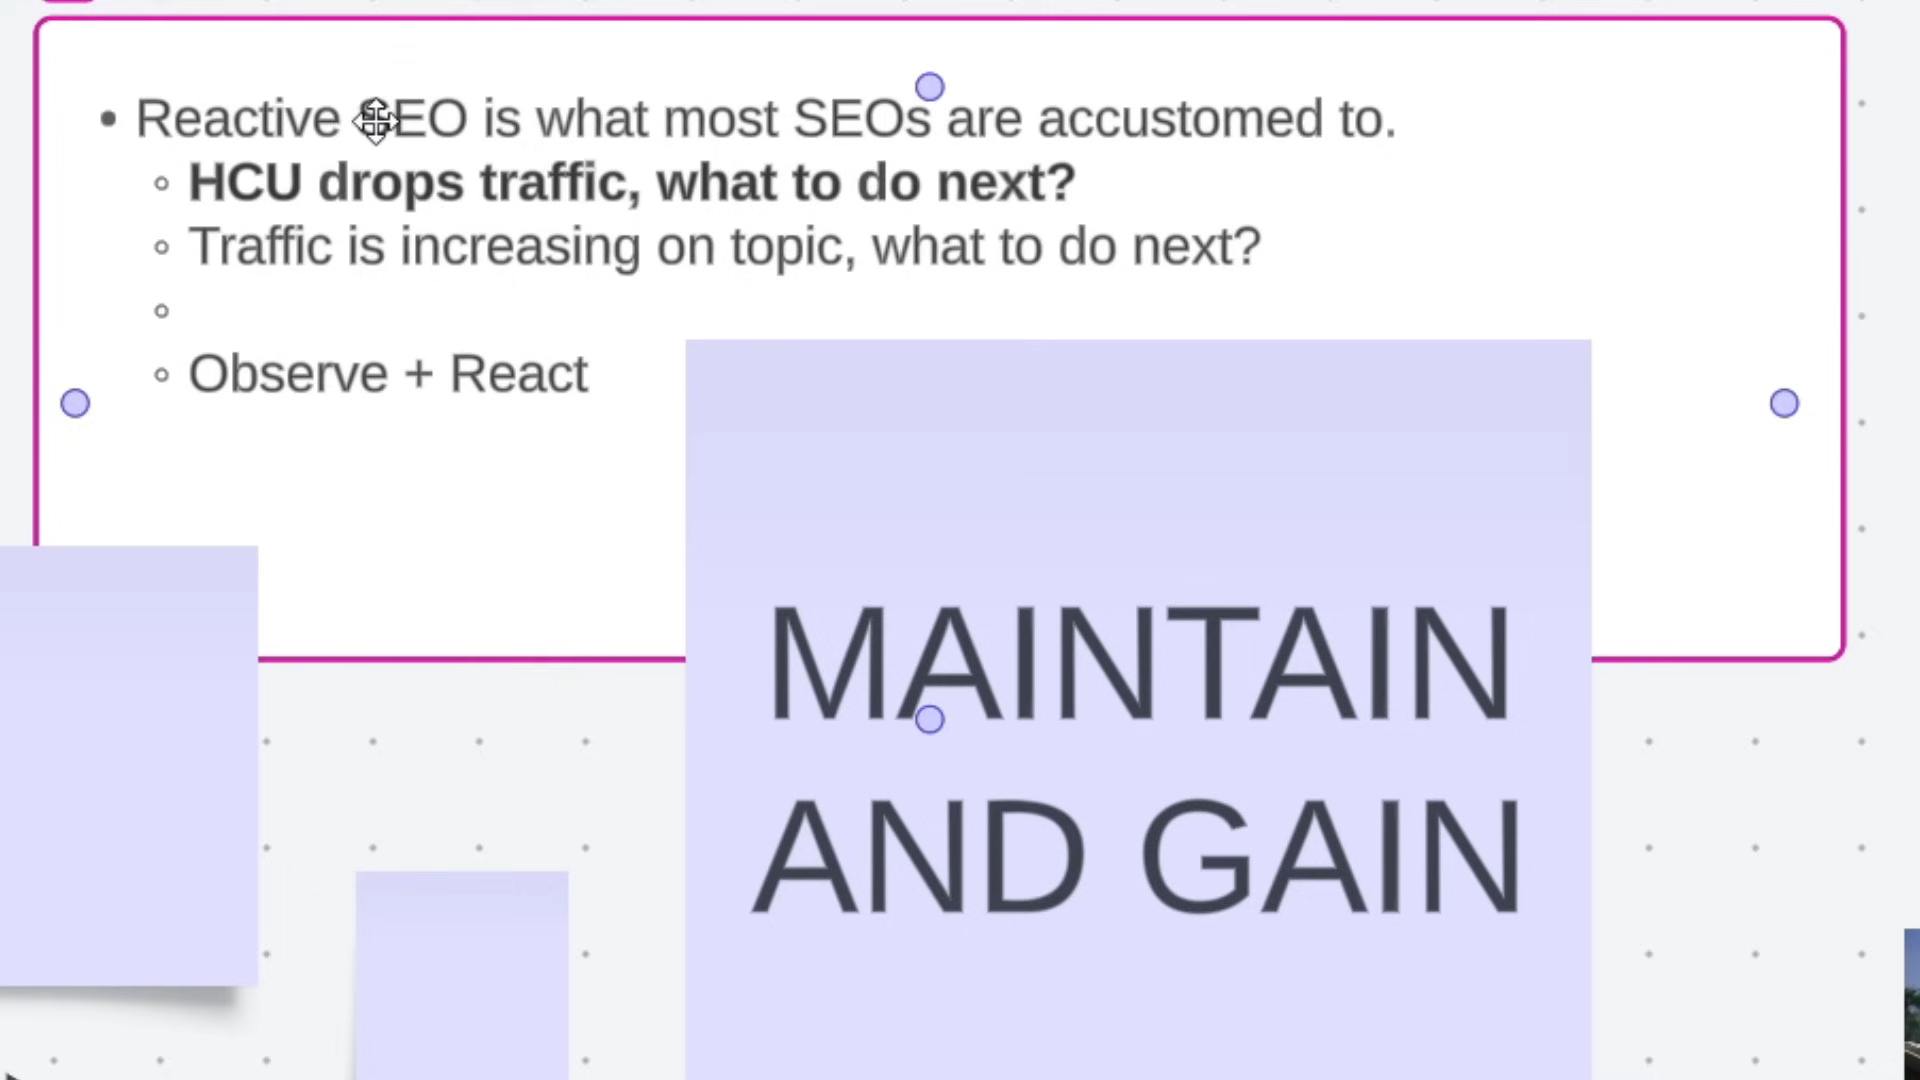 Reactive SEO is what most SEOs are accustomed to.
HCU drops traffic, what to do next?
Traffic is increasing on topic, what to do next?
Observe + React
MAINTAIN
AND GAIN